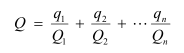 Q = q₁/Q₁ + q₂/Q₂ + ⋯ qₙ/Qₙ